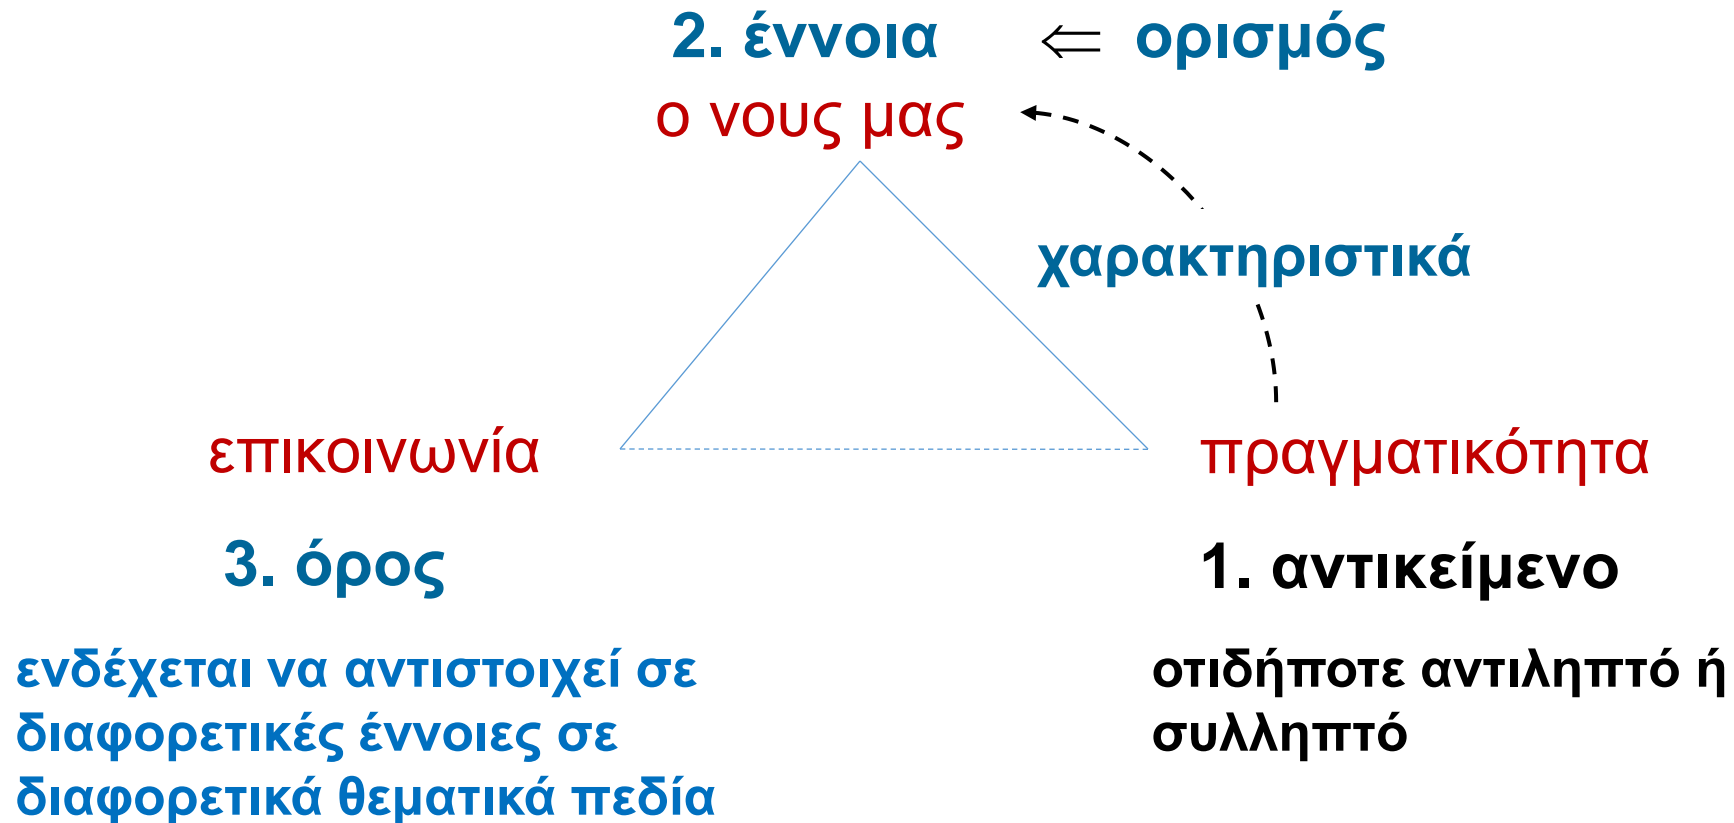 2. έννοια ⇐ ορισμός
ο νους μας
χαρακτηριστικά
επικοινωνία
πραγματικότητα
3. όρος
1. αντικείμενο
ενδέχεται να αντιστοιχεί σε
διαφορετικές έννοιες σε
διαφορετικά θεματικά πεδία
οτιδήποτε αντιληπτό ή
συλληπτό